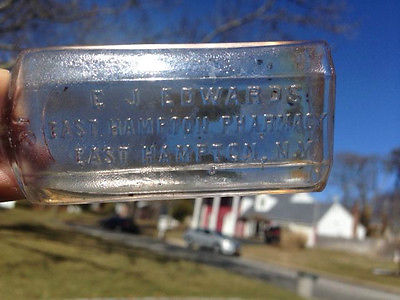 E J EDWARDS
EAST HAMPTON PHARMACY
EAST HAMPTON, N.Y.